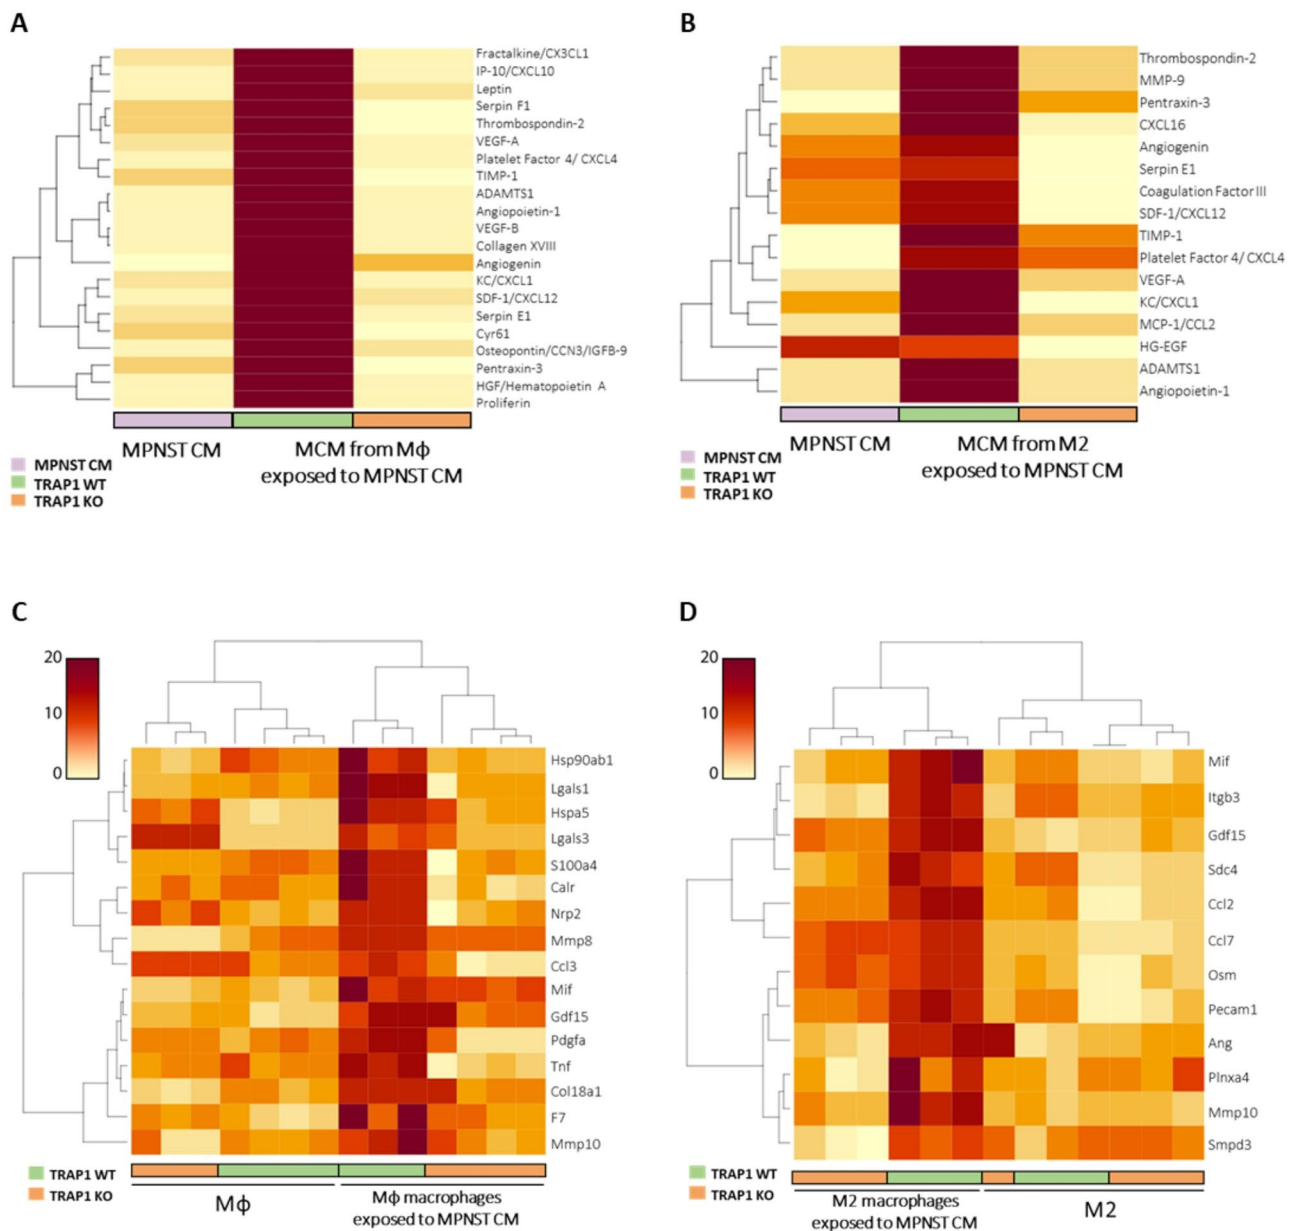 A
Fractalkine/CX3CL1
IP-10/CXCL10
Leptin
Serpin F1
Thrombospondin-2
VEGF-A
Platelet Factor 4/ CXCL4
TIMP-1
ADAMTS1
Angiopoietin-1
VEGF-B
Collagen XVIII
Angiogenin
KC/CXCL1
SDF-1/CXCL12
Serpin E1
Cyr61
Osteopontin/CCN3/IGFB-9
Pentraxin-3
HGF/Hematopoietin A
Proliferin
MPNST CM
MCM from Mϕ
exposed to MPNST CM
MPNST CM
TRAP1 WT
TRAP1 KO
B
Thrombospondin-2
MMP-9
Pentraxin-3
CXCL16
Angiogenin
Serpin E1
Coagulation Factor III
SDF-1/CXCL12
TIMP-1
Platelet Factor 4/ CXCL4
VEGF-A
KC/CXCL1
MCP-1/CCL2
HG-EGF
ADAMTS1
Angiopoietin-1
MPNST CM
MCM from M2
exposed to MPNST CM
MPNST CM
TRAP1 WT
TRAP1 KO
C
20
10
0
Hsp90ab1
Lgals1
Hspa5
Lgals3
S100a4
Calr
Nrp2
Mmp8
Ccl3
Mif
Gdf15
Pdgfa
Tnf
Col18a1
F7
Mmp10
TRAP1 WT
TRAP1 KO
Mϕ
Mϕ macrophages
exposed to MPNST CM
D
20
10
0
Mif
Itgb3
Gdf15
Sdc4
Ccl2
Ccl7
Osm
Pecam1
Ang
Plnxa4
Mmp10
Smpd3
TRAP1 WT
TRAP1 KO
M2 macrophages
exposed to MPNST CM
M2